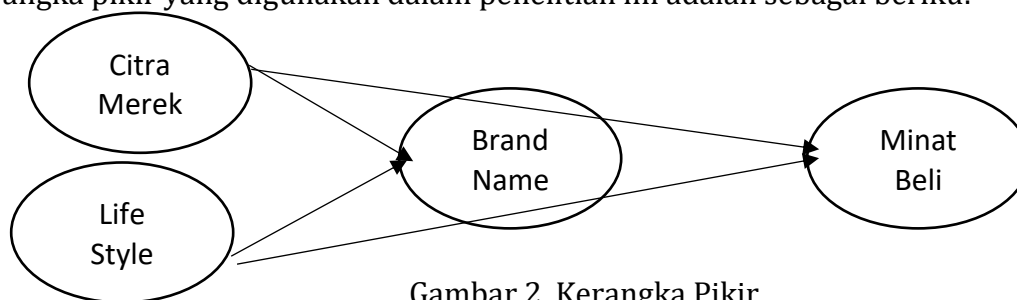 angka pikir yang digunakan dalam penelitian ini adalah sebagai berikut:
Citra
Merek
Brand
Name
Minat
Beli
Life
Style
Gambar 2. Kerangka Pikir